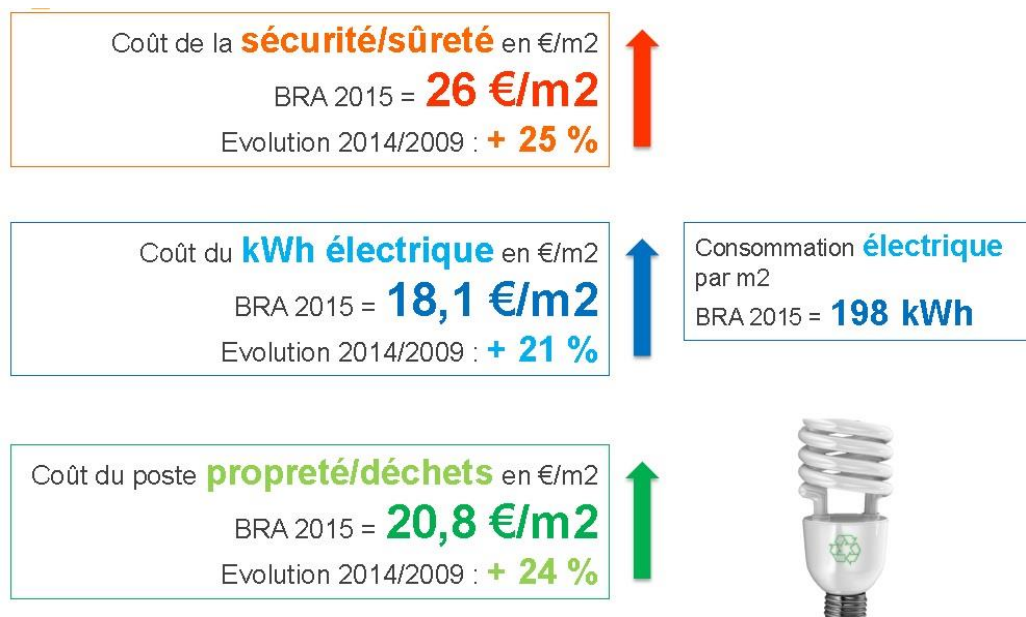 Coût de la sécurité/sûreté en €/m2
BRA 2015 = 26 €/m2
Evolution 2014/2009 : + 25 %
Coût du kWh électrique en €/m2
BRA 2015 = 18,1 €/m2
Evolution 2014/2009 : + 21 %
Consommation électrique
par m2
BRA 2015 = 198 kWh
Coût du poste propreté/déchets en €/m2
BRA 2015 = 20,8 €/m2
Evolution 2014/2009 : + 24 %